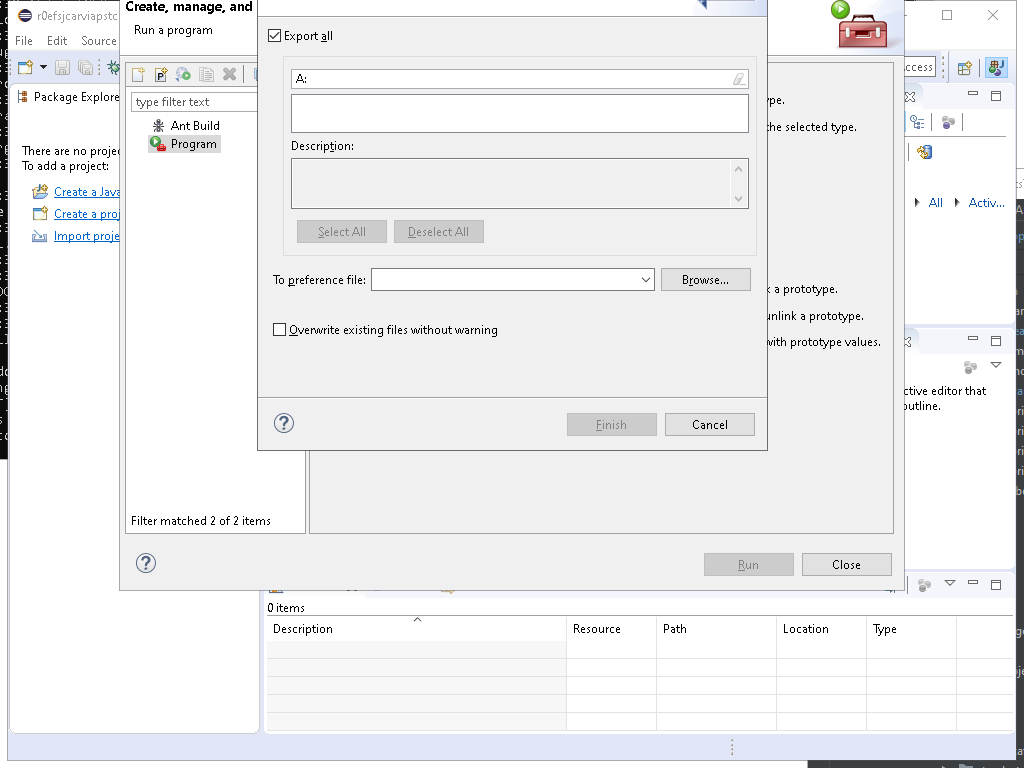 r0efsjcarviapstc
Create, manage, and
Run a program
File Edit Source
Package Explore
type filter text
Ant Build
Program
There are no projec
To add a project:
Create a Java
Create a proj
Import proje
Filter matched 2 of 2 items
Export all
A:
Description:
Select All Deselect All
To preference file: Browse...
Overwrite existing files without warning
Finish Cancel
ype.
the selected type.
k a prototype.
unlink a prototype.
with prototype values.
Run Close
ccess
All Activ...
ctive editor that
outline.
0 items
Description Resource Path Location Type